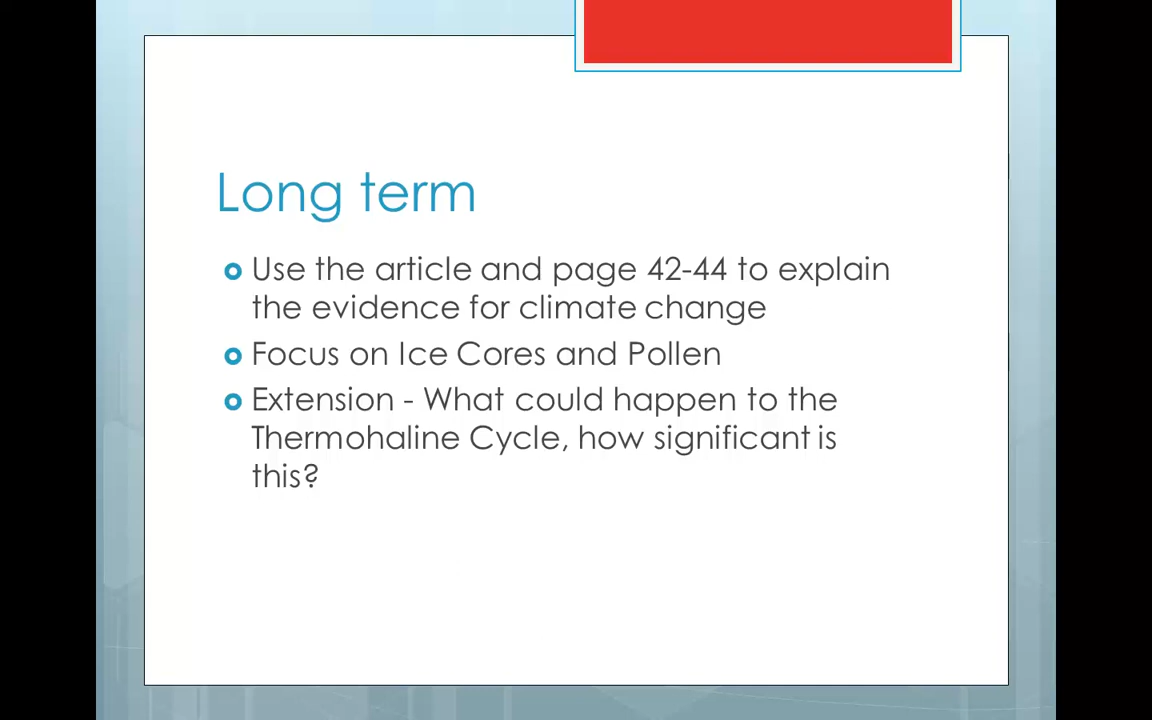 Long term
Use the article and page 42-44 to explain
the evidence for climate change
Focus on Ice Cores and Pollen
Extension - What could happen to the
Thermohaline Cycle, how significant is
this?